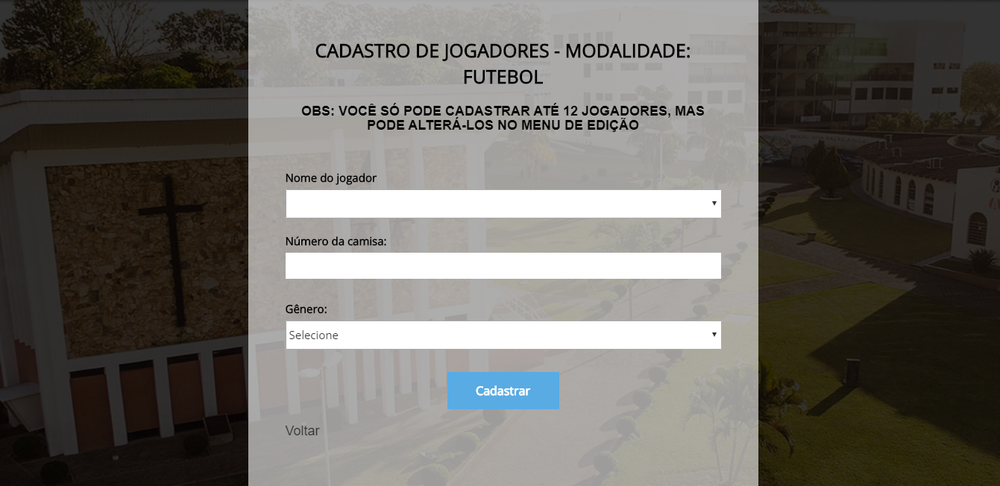 CADASTRO DE JOGADORES - MODALIDADE:
FUTEBOL
OBS: VOCÊ SÓ PODE CADASTRAR ATÉ 12 JOGADORES, MAS
PODE ALTERÁ-LOS NO MENU DE EDIÇÃO
Nome do jogador
Número da camisa:
Gênero:
Selecione
Cadastrar
Voltar